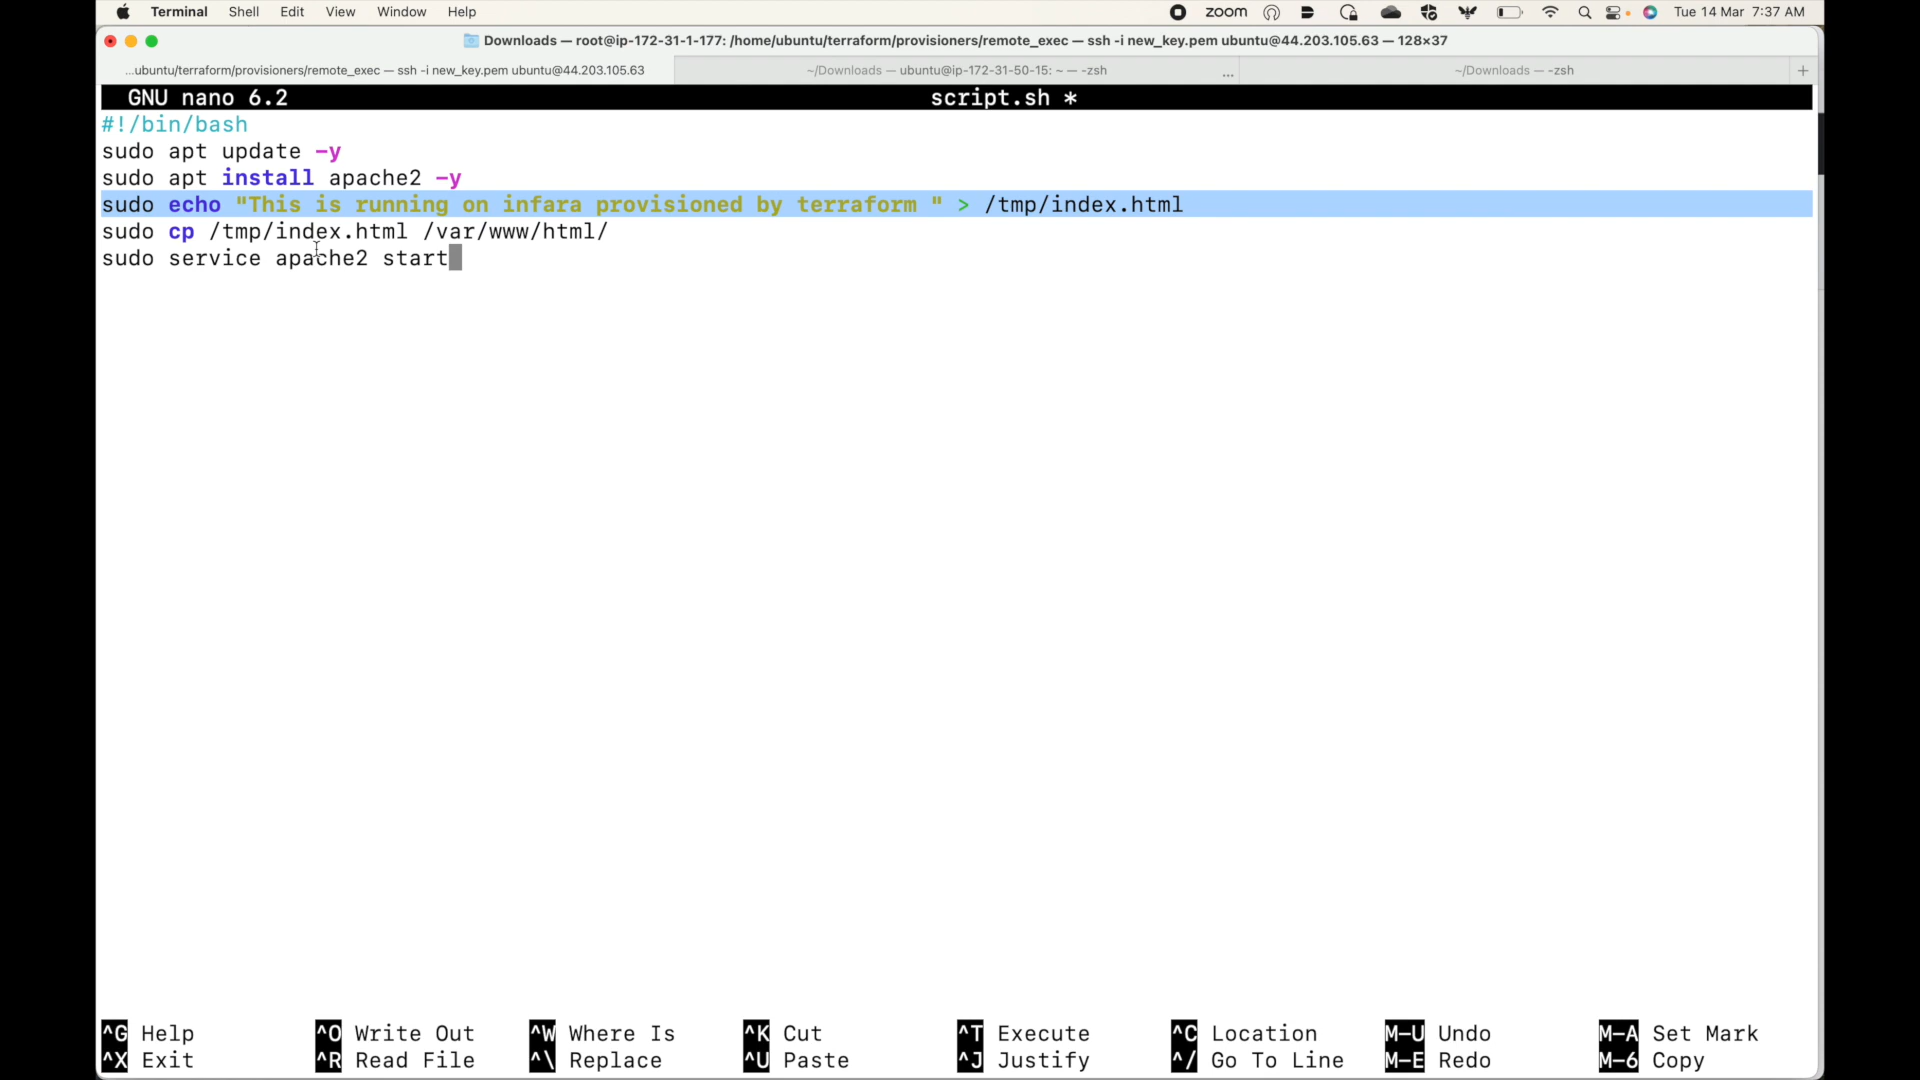 Terminal Shell Edit View Window Help zoom Tue 14 Mar 7:37 AM
Downloads — root@ip-172-31-1-177: /home/ubuntu/terraform/provisioners/remote_exec — ssh -i new_key.pem ubuntu@44.203.105.63 — 128×37
...ubuntu/terraform/provisioners/remote_exec — ssh -i new_key.pem ubuntu@44.203.105.63 ~/Downloads — ubuntu@ip-172-31-50-15: ~ — -zsh ... ~/Downloads — -zsh +
GNU nano 6.2 script.sh *
#!/bin/bash
sudo apt update -y
sudo apt install apache2 -y
sudo echo "This is running on infara provisioned by terraform " > /tmp/index.html
sudo cp /tmp/index.html /var/www/html/
sudo service apache2 start
^G Help ^O Write Out ^W Where Is ^K Cut ^T Execute ^C Location M-U Undo M-A Set Mark
^X Exit ^R Read File ^\ Replace ^U Paste ^J Justify ^/ Go To Line M-E Redo M-6 Copy